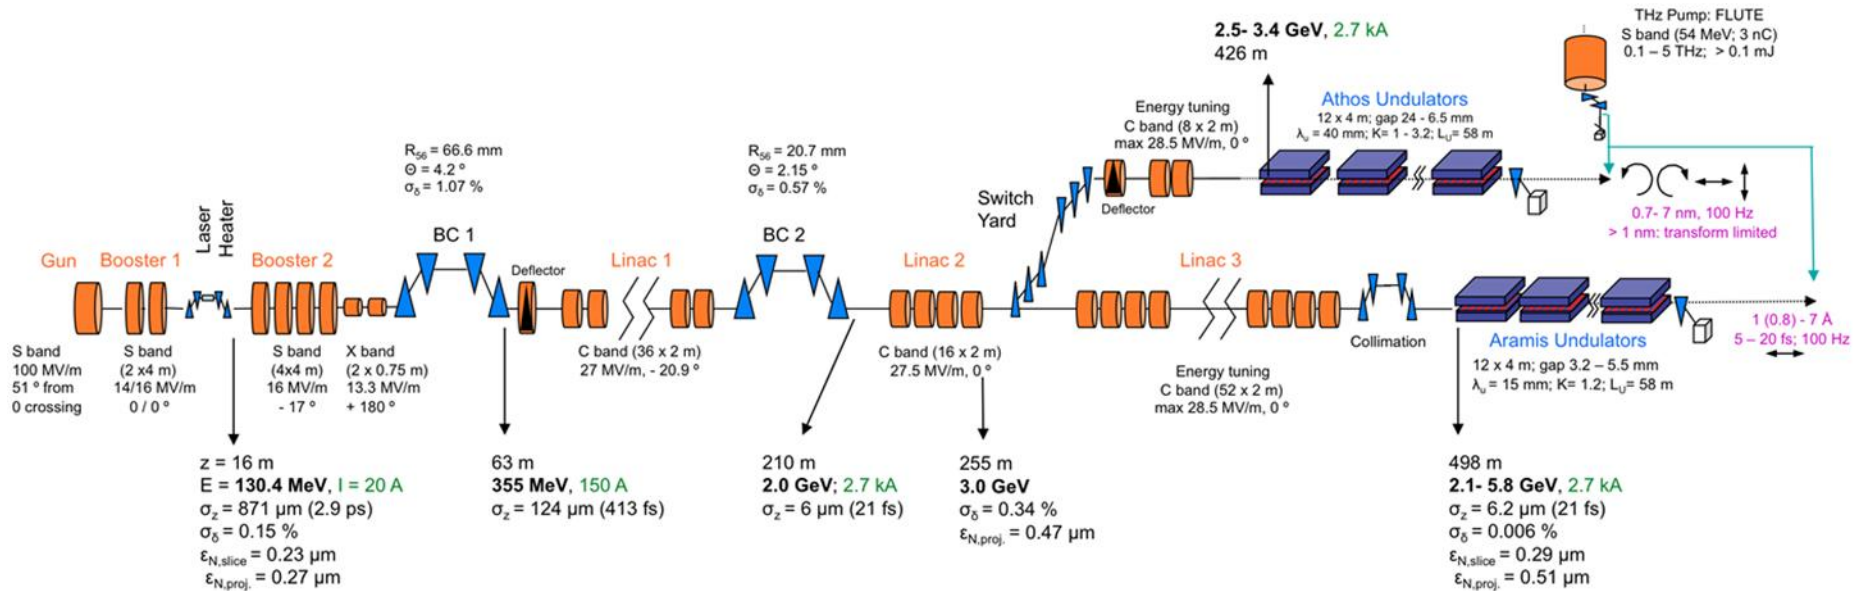 2.5- 3.4 GeV, 2.7 kA
426 m
THz Pump: FLUTE
S band (54 MeV; 3 nC)
0.1 – 5 THz; > 0.1 mJ
Energy tuning
C band (8 x 2 m)
max 28.5 MV/m, 0 º
Athos Undulators
12 x 4 m; gap 24 - 6.5 mm
λu = 40 mm; K= 1 - 3.2; LU= 58 m
R56 = 66.6 mm
Θ = 4.2 º
σδ = 1.07 %
R56 = 20.7 mm
Θ = 2.15 º
σδ = 0.57 %
Switch
Yard
Deflector
0.7- 7 nm, 100 Hz
> 1 nm: transform limited
Laser
Heater
BC 1
BC 2
Gun
Booster 1
Booster 2
Deflector
Linac 1
Linac 2
Linac 3
S band
100 MV/m
51 º from
0 crossing
S band
(2 x4 m)
14/16 MV/m
0 / 0 º
S band
(4x4 m)
16 MV/m
- 17 º
X band
(2 x 0.75 m)
13.3 MV/m
+ 180 º
C band (36 x 2 m)
27 MV/m, - 20.9 º
C band (16 x 2 m)
27.5 MV/m, 0 º
Energy tuning
C band (52 x 2 m)
max 28.5 MV/m, 0 º
Collimation
Aramis Undulators
12 x 4 m; gap 3.2 – 5.5 mm
λu = 15 mm; K= 1.2; LU= 58 m
1 (0.8) - 7 Å
5 – 20 fs; 100 Hz
z = 16 m
E = 130.4 MeV, I = 20 A
σz = 871 µm (2.9 ps)
σδ = 0.15 %
εN,slice = 0.23 µm
εN,proj. = 0.27 µm
63 m
355 MeV, 150 A
σz = 124 µm (413 fs)
210 m
2.0 GeV; 2.7 kA
σz = 6 µm (21 fs)
255 m
3.0 GeV
σδ = 0.34 %
εN,proj. = 0.47 µm
498 m
2.1- 5.8 GeV, 2.7 kA
σz = 6.2 µm (21 fs)
σδ = 0.006 %
εN,slice = 0.29 µm
εN,proj. = 0.51 µm